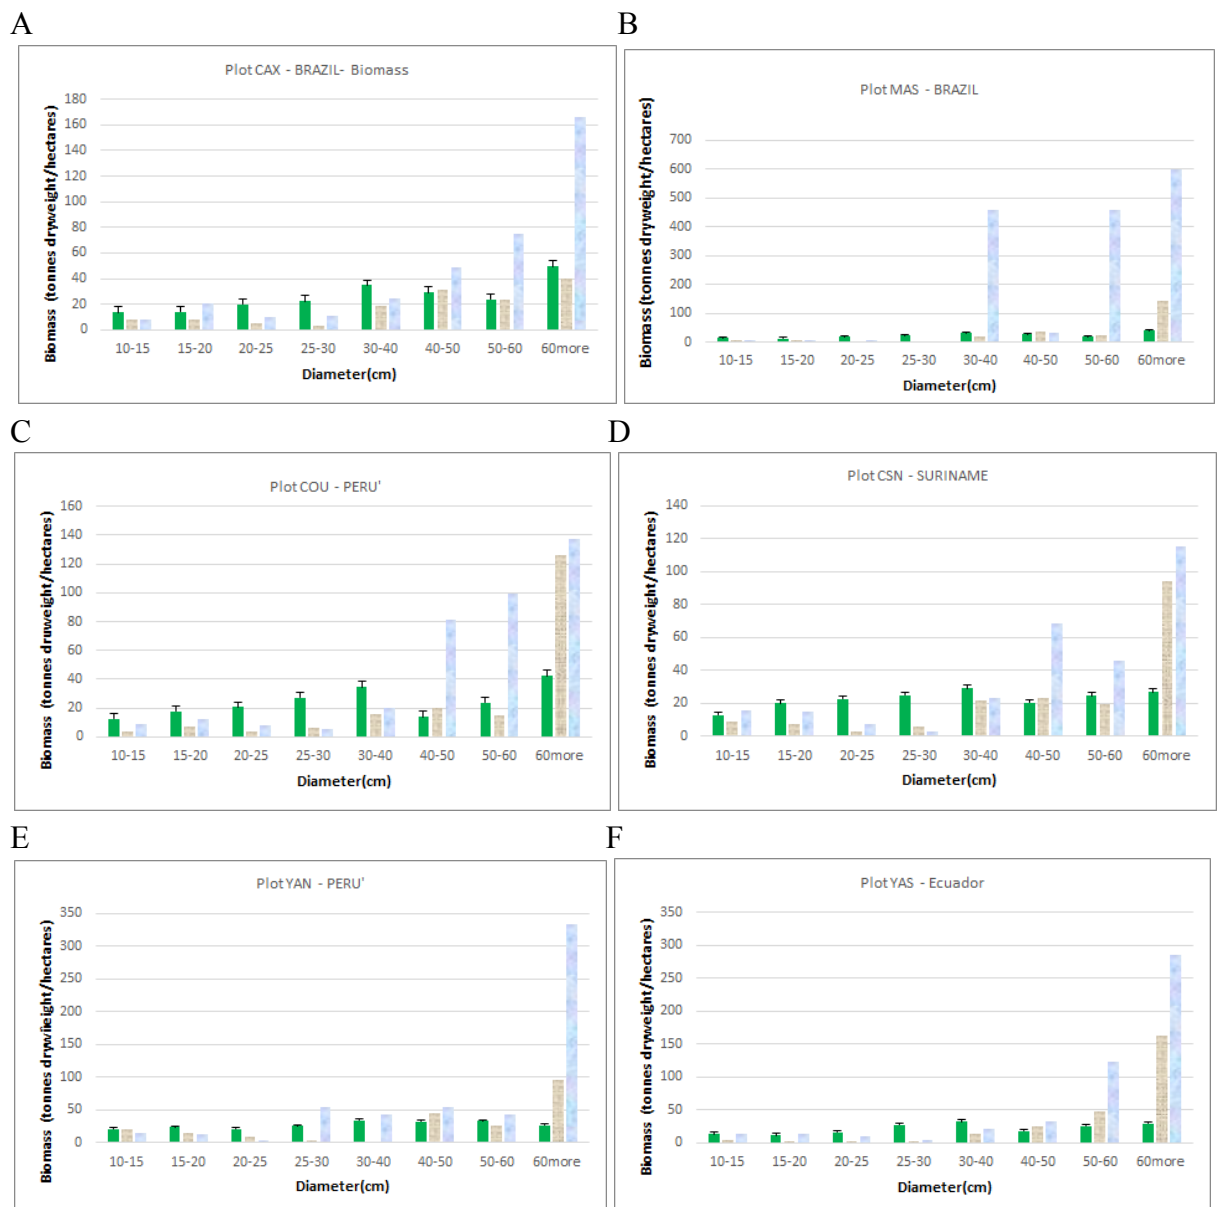 A
Plot CAX - BRAZIL- Biomass
Biomass (tonnes dryweight/hectares)
180
160
140
120
100
80
60
40
20
0
10-15 15-20 20-25 25-30 30-40 40-50 50-60 60more
Diameter(cm)
B
Plot MAS - BRAZIL
Biomass(tonnes dryweight/hectares)
700
600
500
400
300
200
100
0
10-15 15-20 20-25 25-30 30-40 40-50 50-60 60more
Diameter(cm)
C
Plot COU - PERU'
Biomass (tonnes druweight/hectares)
160
140
120
100
80
60
40
20
0
10-15 15-20 20-25 25-30 30-40 40-50 50-60 60more
Diameter(cm)
D
Plot CSN - SURINAME
Biomass (tonnes dryweight/hectares)
140
120
100
80
60
40
20
0
10-15 15-20 20-25 25-30 30-40 40-50 50-60 60more
Diameter(cm)
E
Plot YAN - PERU'
Biomass (tonnes drywiieight/hectares)
350
300
250
200
150
100
50
0
10-15 15-20 20-25 25-30 30-40 40-50 50-60 60more
Diameter(cm)
F
Plot YAS - Ecuador
Biomass (tonnes dryweight/hectares)
350
300
250
200
150
100
50
0
10-15 15-20 20-25 25-30 30-40 40-50 50-60 60more
Diameter(cm)